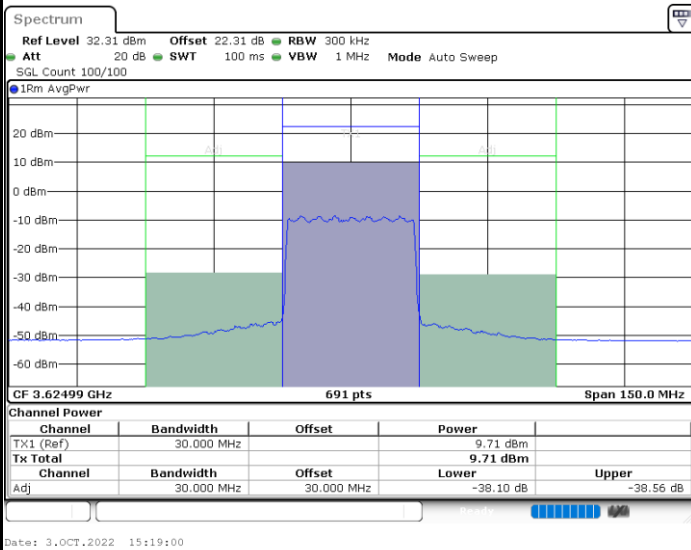 Spectrum
Ref Level 32.31 dBm Offset 22.31 dB RBW 300 kHz
Att 20 dB SWT 100 ms VBW 1 MHz Mode Auto Sweep
SGL Count 100/100
1Rm AvgPwr
20 dBm
Adj Adj
10 dBm
0 dBm
-10 dBm
-20 dBm
-30 dBm
-40 dBm
-50 dBm
-60 dBm
CF 3.62499 GHz 691 pts Span 150.0 MHz
Channel Power
Channel Bandwidth Offset Power
TX1 (Ref) 30.000 MHz 9.71 dBm
Tx Total 9.71 dBm
Channel Bandwidth Offset Lower Upper
Adj 30.000 MHz 30.000 MHz -38.10 dB -38.56 dB
Ready
Date: 3.OCT.2022 15:19:00